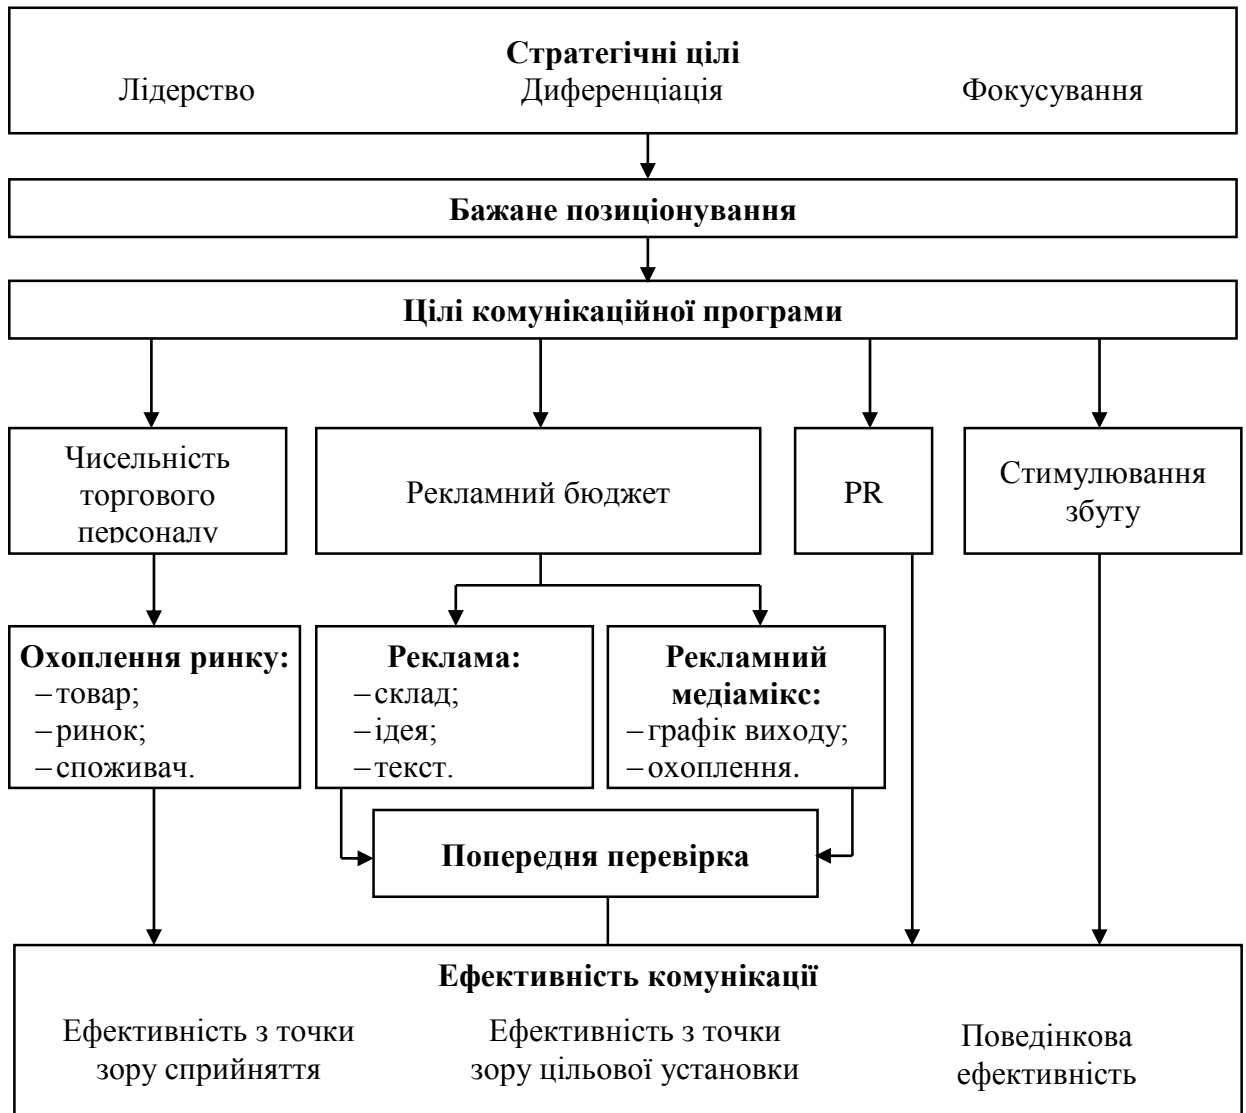 Стратегічні цілі
Лідерство Диференціація Фокусування
Бажане позиціонування
Цілі комунікаційної програми
Чисельність
торгового
персоналу
Рекламний бюджет
PR
Стимулювання
збуту
Охоплення ринку:
– товар;
– ринок;
– споживач.
Реклама:
– склад;
– ідея;
– текст.
Рекламний
медіамікс:
– графік виходу;
– охоплення.
Попередня перевірка
Ефективність комунікації
Ефективність з точки
зору сприйняття
Ефективність з точки
зору цільової установки
Поведінкова
ефективність